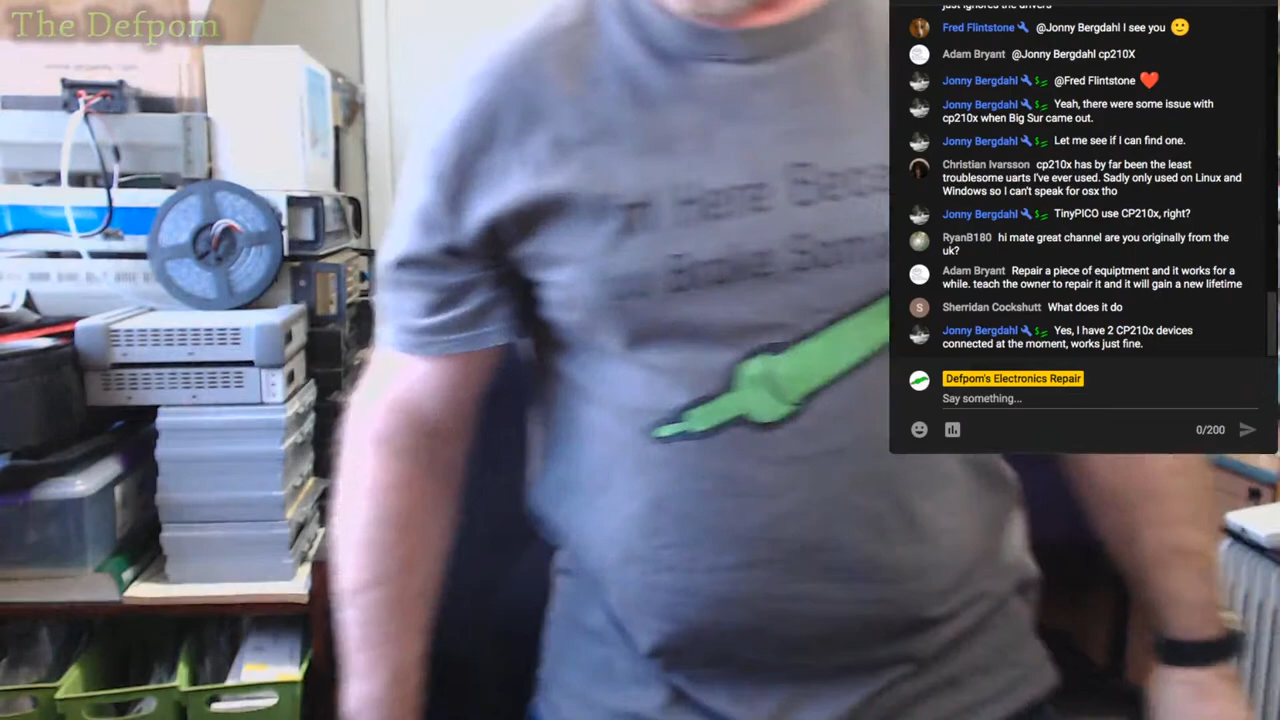 The Defpom
just ignores the drivers
Fred Flintstone @Jonny Bergdahl I see you
Adam Bryant @Jonny Bergdahl cp210X
Jonny Bergdahl @Fred Flintstone
Jonny Bergdahl Yeah, there were some issue with
cp210x when Big Sur came out.
Jonny Bergdahl Let me see if I can find one.
Christian Ivarsson cp210x has by far been the least
troublesome uarts I've ever used. Sadly only used on Linux and
Windows so I can't speak for osx tho
Jonny Bergdahl TinyPICO use CP210x, right?
RyanB180 hi mate great channel are you originally from the
uk?
Adam Bryant Repair a piece of equiptment and it works for a
while. teach the owner to repair it and it will gain a new lifetime
S Sherridan Cockshutt What does it do
Jonny Bergdahl Yes, I have 2 CP210x devices
connected at the moment, works just fine.
Defpom's Electronics Repair
Say something...
0/200
Here